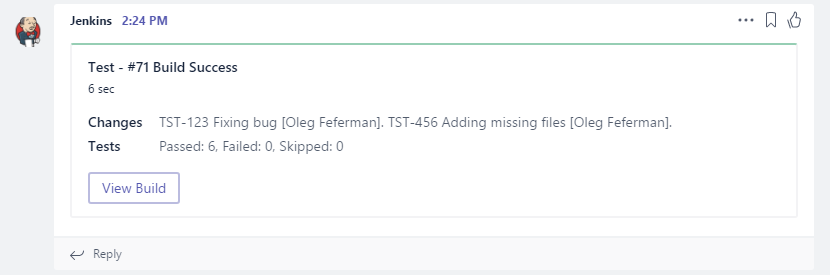 Jenkins 2:24 PM
Test - #71 Build Success
6 sec
Changes TST-123 Fixing bug [Oleg Feferman]. TST-456 Adding missing files [Oleg Feferman].
Tests Passed: 6, Failed: 0, Skipped: 0
View Build
Reply